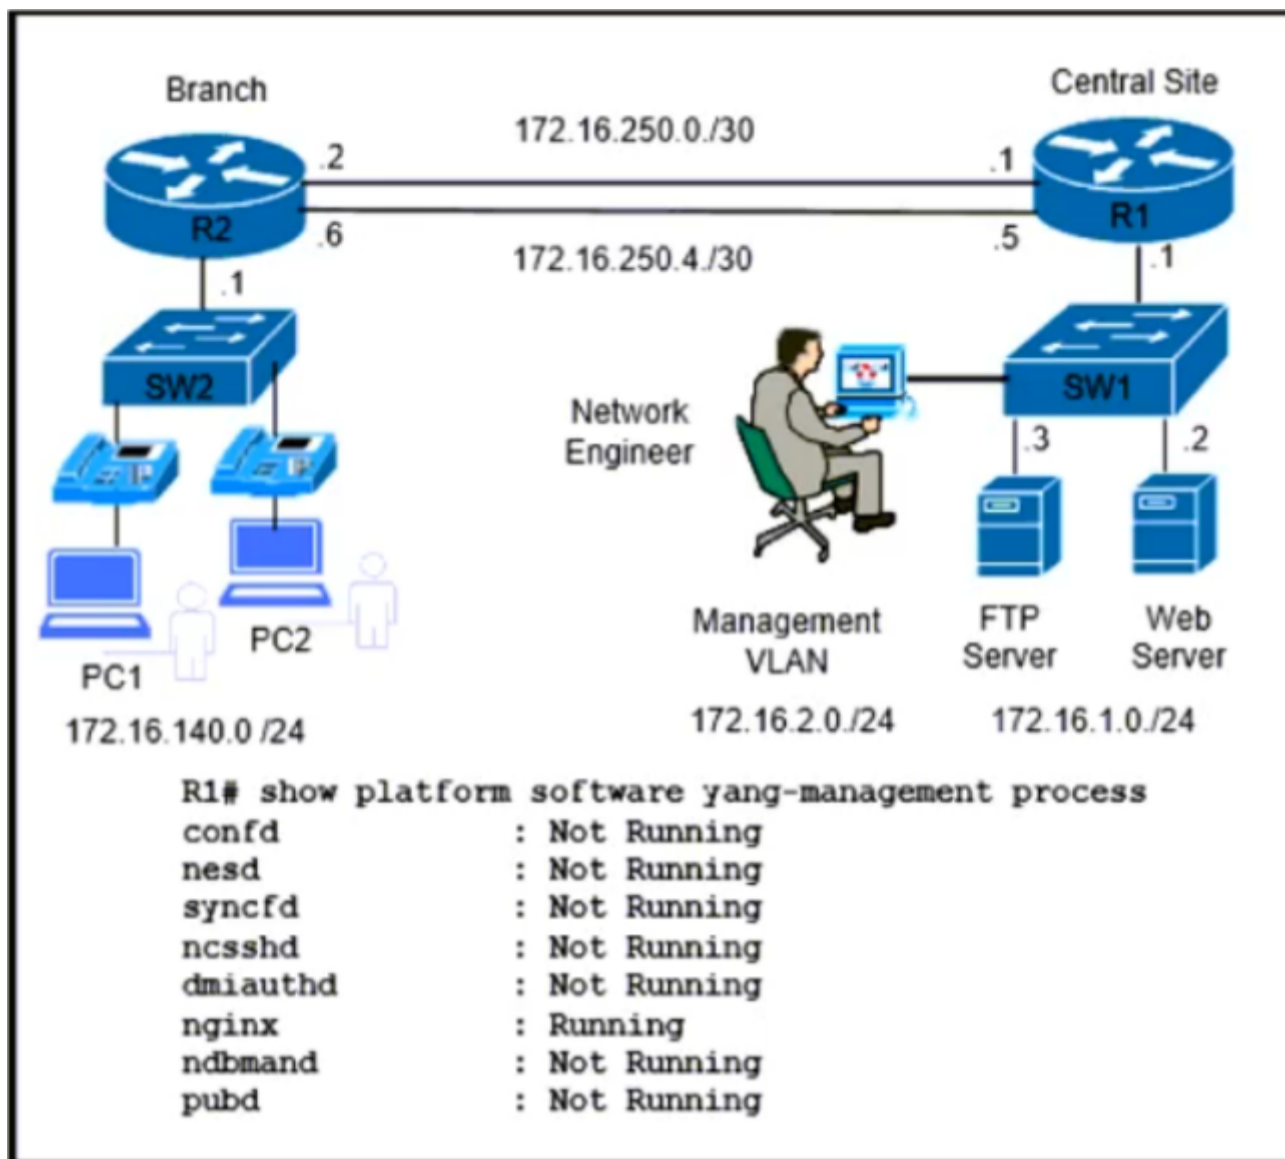 Branch
Central Site
172.16.250.0./30
.2
.1
R2
R1
.6
.5
172.16.250.4./30
.1
.1
SW2
SW1
Network
Engineer
.3
.2
PC1
PC2
172.16.140.0 /24
Management
VLAN
172.16.2.0./24
FTP
Server
Web
Server
172.16.1.0./24
R1# show platform software yang-management process
confd : Not Running
nesd : Not Running
syncfd : Not Running
ncsshd : Not Running
dmiauthd : Not Running
nginx : Running
ndbmand : Not Running
pubd : Not Running